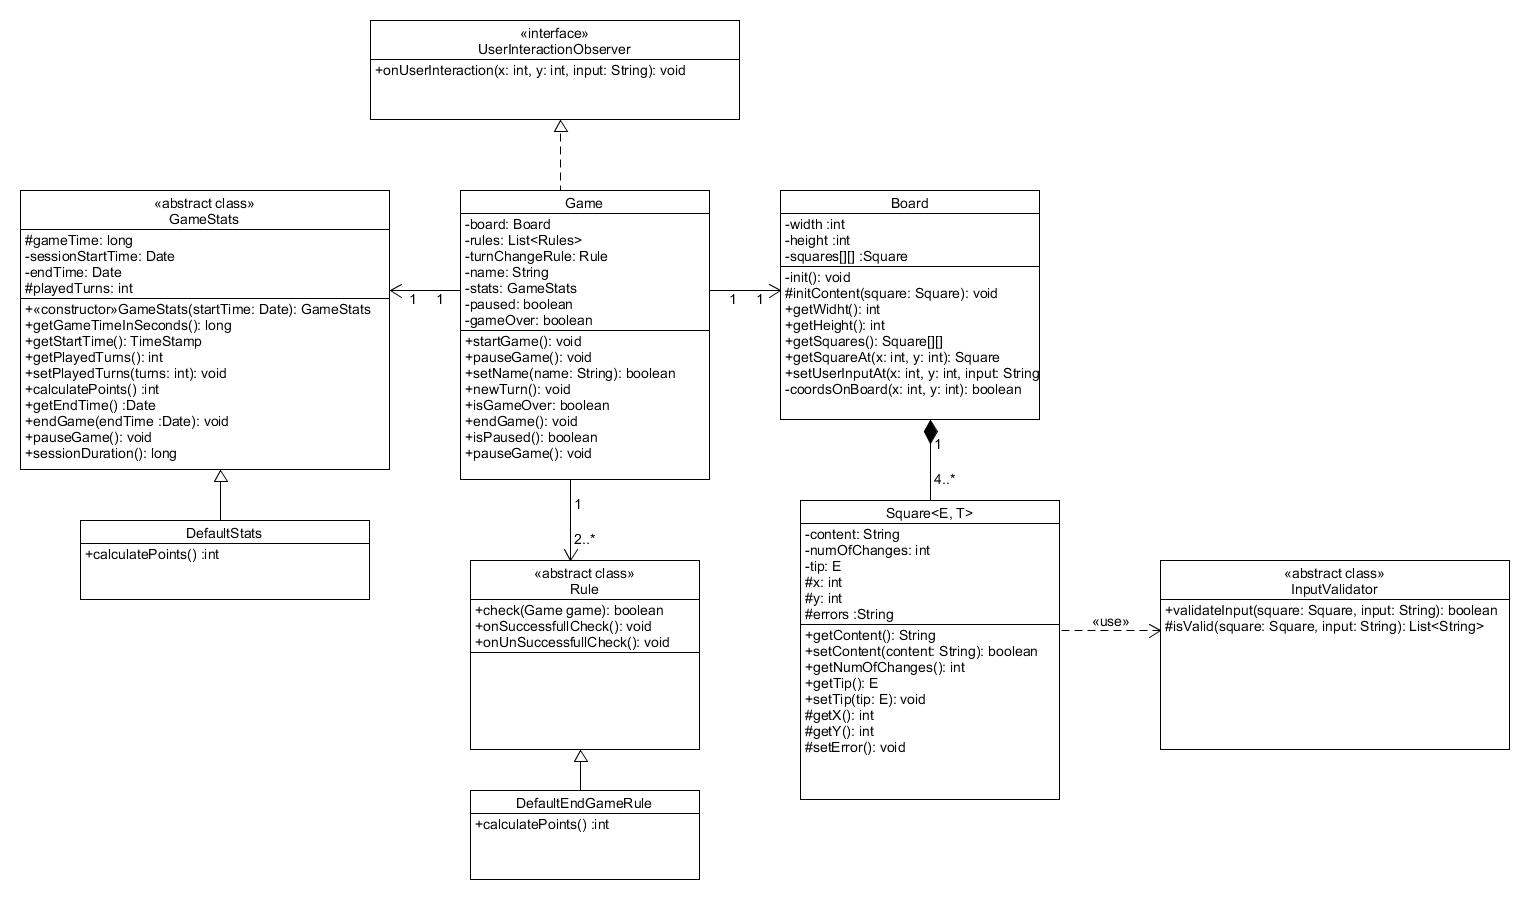 «interface»
UserInteractionObserver
+onUserInteraction(x: int, y: int, input: String): void
«abstract class»
GameStats
#gameTime: long
-sessionStartTime: Date
-endTime: Date
#playedTurns: int
+«constructor»GameStats(startTime: Date): GameStats
+getGameTimeInSeconds(): long
+getStartTime(): TimeStamp
+getPlayedTurns(): int
+setPlayedTurns(turns: int): void
+calculatePoints() :int
+getEndTime() :Date
+endGame(endTime :Date): void
+pauseGame(): void
+sessionDuration(): long
1
1
Game
-board: Board
-rules: List<Rules>
-turnChangeRule: Rule
-name: String
-stats: GameStats
-paused: boolean
-gameOver: boolean
+startGame(): void
+pauseGame(): void
+setName(name: String): boolean
+newTurn(): void
+isGameOver: boolean
+endGame(): void
+isPaused(): boolean
+pauseGame(): void
1
1
Board
-width :int
-height :int
-squares[][] :Square
-init(): void
#initContent(square: Square): void
+getWidht(): int
+getHeight(): int
+getSquares(): Square[][]
+getSquareAt(x: int, y: int): Square
+setUserInputAt(x: int, y: int, input: String
-coordsOnBoard(x: int, y: int): boolean
1
4..*
DefaultStats
+calculatePoints() :int
1
2..*
«abstract class»
Rule
+check(Game game): boolean
+onSuccessfullCheck(): void
+onUnSuccessfullCheck(): void
DefaultEndGameRule
+calculatePoints() :int
Square<E, T>
-content: String
-numOfChanges: int
-tip: E
#x: int
#y: int
#errors :String
+getContent(): String
+setContent(content: String): boolean
+getNumOfChanges(): int
+getTip(): E
+setTip(tip: E): void
#getX(): int
#getY(): int
#setError(): void
«use»
«abstract class»
InputValidator
+validateInput(square: Square, input: String): boolean
#isValid(square: Square, input: String): List<String>